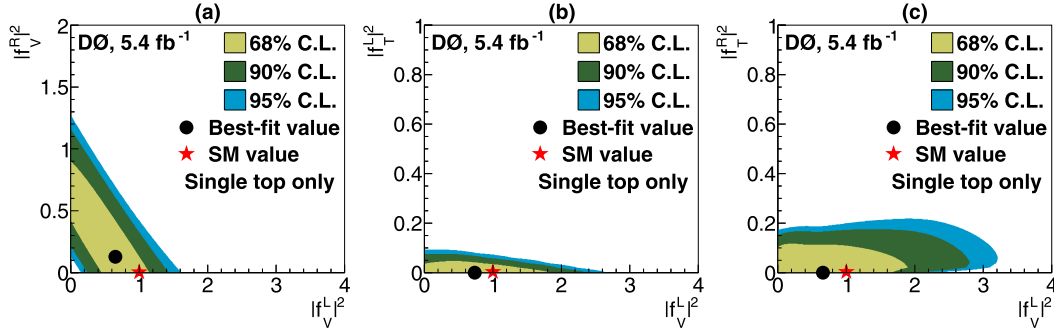 (a)
|f_V^R|^2
2
1.5
1
0.5
0
DØ, 5.4 fb^-1
68% C.L.
90% C.L.
95% C.L.
Best-fit value
SM value
Single top only
0 1 2 3 4
|f_V^L|^2
(b)
|f_T^L|^2
1
0.8
0.6
0.4
0.2
0
DØ, 5.4 fb^-1
68% C.L.
90% C.L.
95% C.L.
Best-fit value
SM value
Single top only
0 1 2 3 4
|f_V^L|^2
(c)
|f_T^R|^2
1
0.8
0.6
0.4
0.2
0
DØ, 5.4 fb^-1
68% C.L.
90% C.L.
95% C.L.
Best-fit value
SM value
Single top only
0 1 2 3 4
|f_V^L|^2